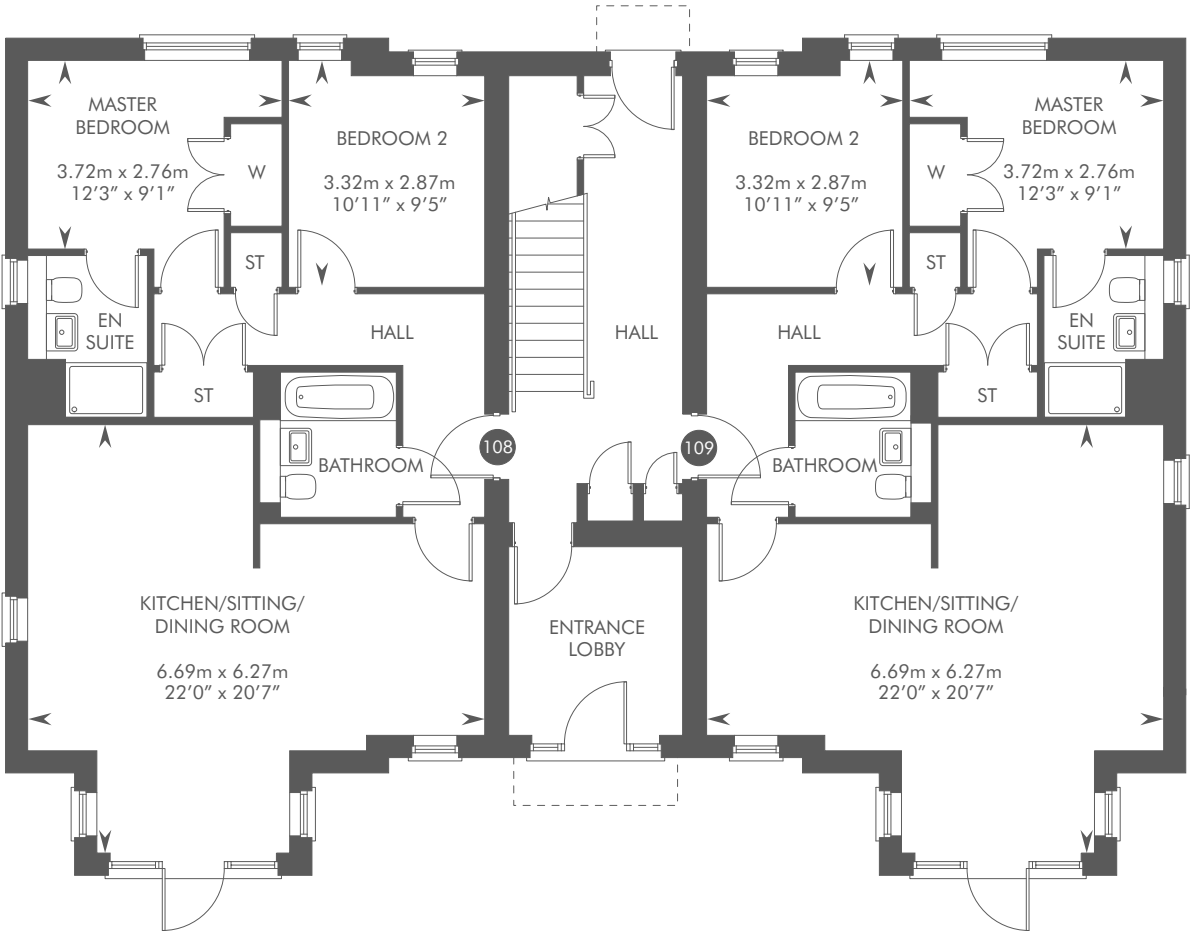 MASTER
BEDROOM
3.72m x 2.76m
12’3” x 9’1”
W
BEDROOM 2
3.32m x 2.87m
10’11” x 9’5”
BEDROOM 2
3.32m x 2.87m
10’11” x 9’5”
W
MASTER
BEDROOM
3.72m x 2.76m
12’3” x 9’1”
ST
ST
EN
SUITE
HALL
HALL
HALL
EN
SUITE
ST
ST
108
109
BATHROOM
BATHROOM
KITCHEN/SITTING/
DINING ROOM
6.69m x 6.27m
22’0” x 20’7”
ENTRANCE
LOBBY
KITCHEN/SITTING/
DINING ROOM
6.69m x 6.27m
22’0” x 20’7”